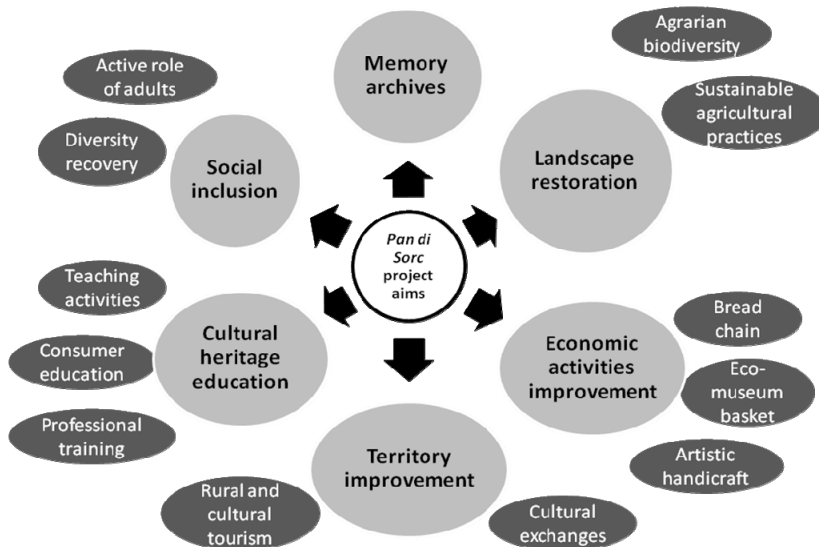 Memory
archives
Agrarian
biodiversity
Sustainable
agricultural
practices
Landscape
restoration
Active role
of adults
Diversity
recovery
Social
inclusion
Pan di
Sorc
project
aims
Teaching
activities
Consumer
education
Professional
training
Cultural
heritage
education
Economic
activities
improvement
Bread
chain
Eco-
museum
basket
Artistic
handicraft
Territory
improvement
Rural and
cultural
tourism
Cultural
exchanges